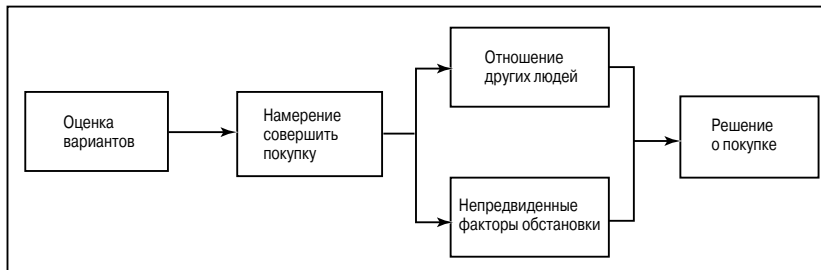 Оценка
вариантов
Намерение
совершить
покупку
Отношение
других людей
Непредвиденные
факторы обстановки
Решение
о покупке